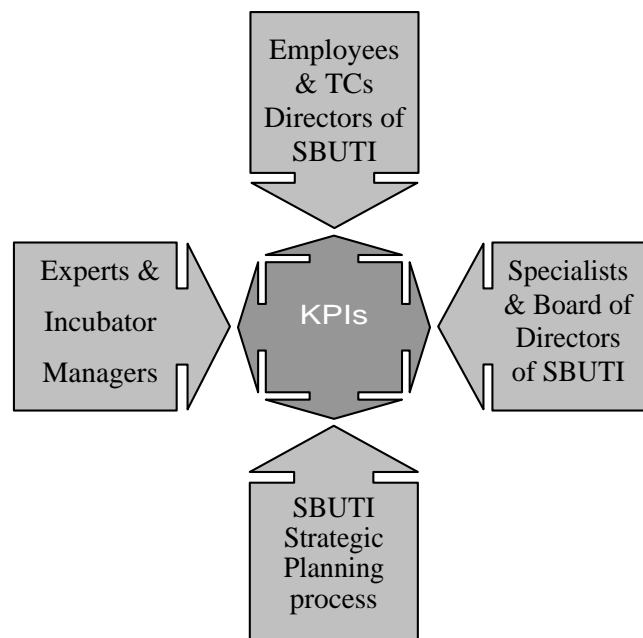 Employees
& TCs
Directors of
SBUTI
Experts &
Incubator
Managers
KPIs
Specialists
& Board of
Directors
of SBUTI
SBUTI
Strategic
Planning
process